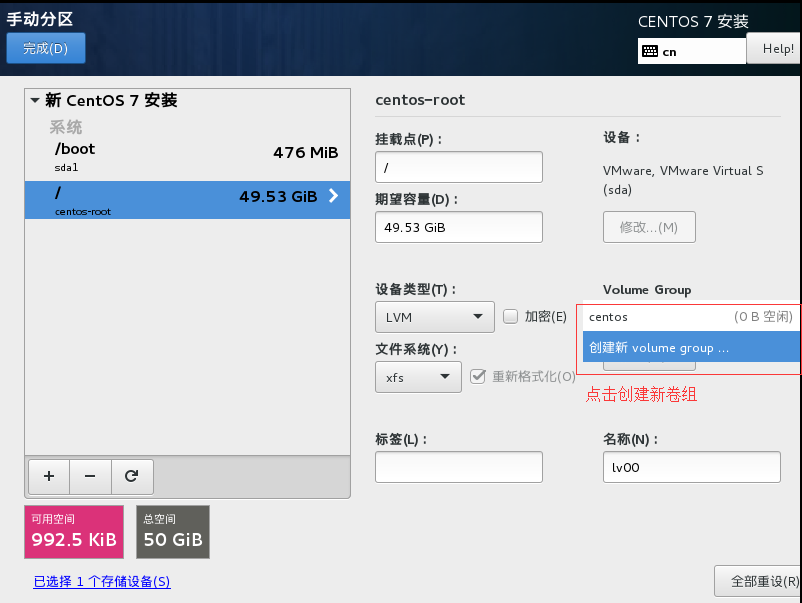 手动分区
CENTOS 7 安装
完成(D)
cn
Help!
新 CentOS 7 安装
系统
/boot
476 MiB
sda1
/
49.53 GiB
centos-root
centos-root
挂载点(P)：
/
期望容量(D)：
49.53 GiB
设备：
VMware, VMware Virtual S
(sda)
修改...(M)
设备类型(T)：
LVM
加密(E)
文件系统(Y)：
xfs
重新格式化(O)
Volume Group
centos
(0 B 空闲)
创建新 volume group ...
点击创建新卷组
标签(L)：
名称(N)：
lv00
+
−
可用空间
992.5 KiB
总空间
50 GiB
已选择 1 个存储设备(S)
全部重设(R)